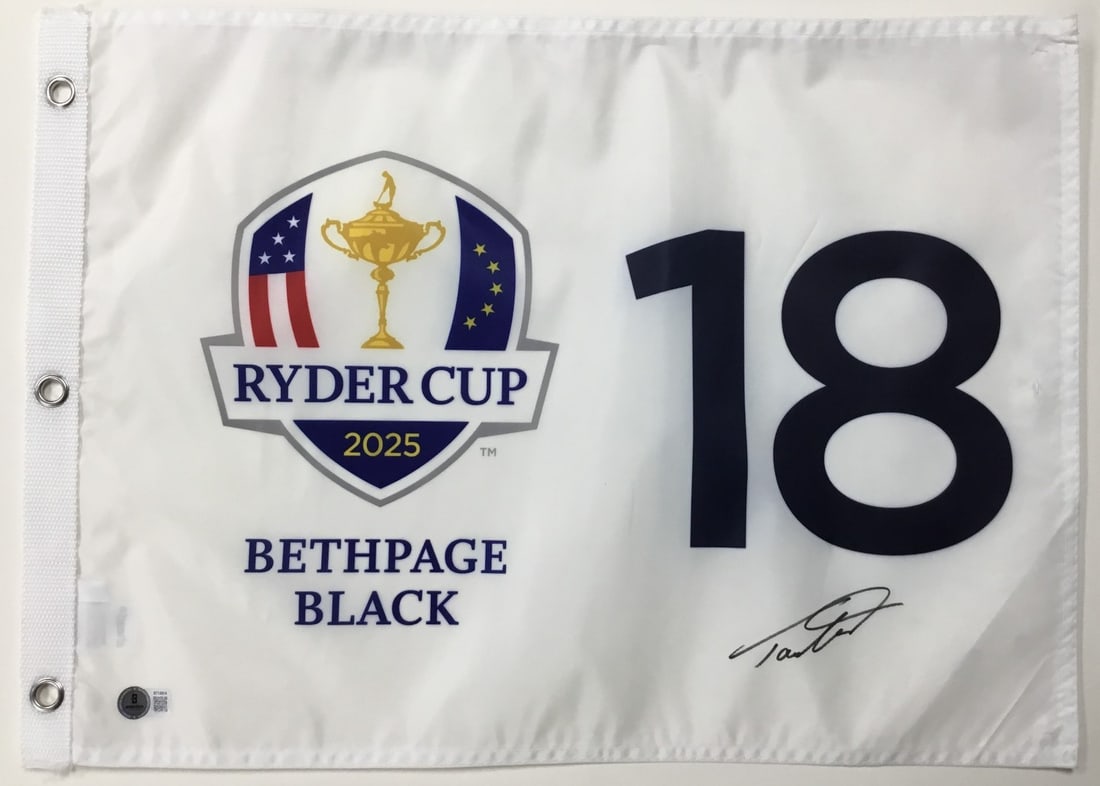 RYDER CUP
2025
TM
BETHPAGE
BLACK
18